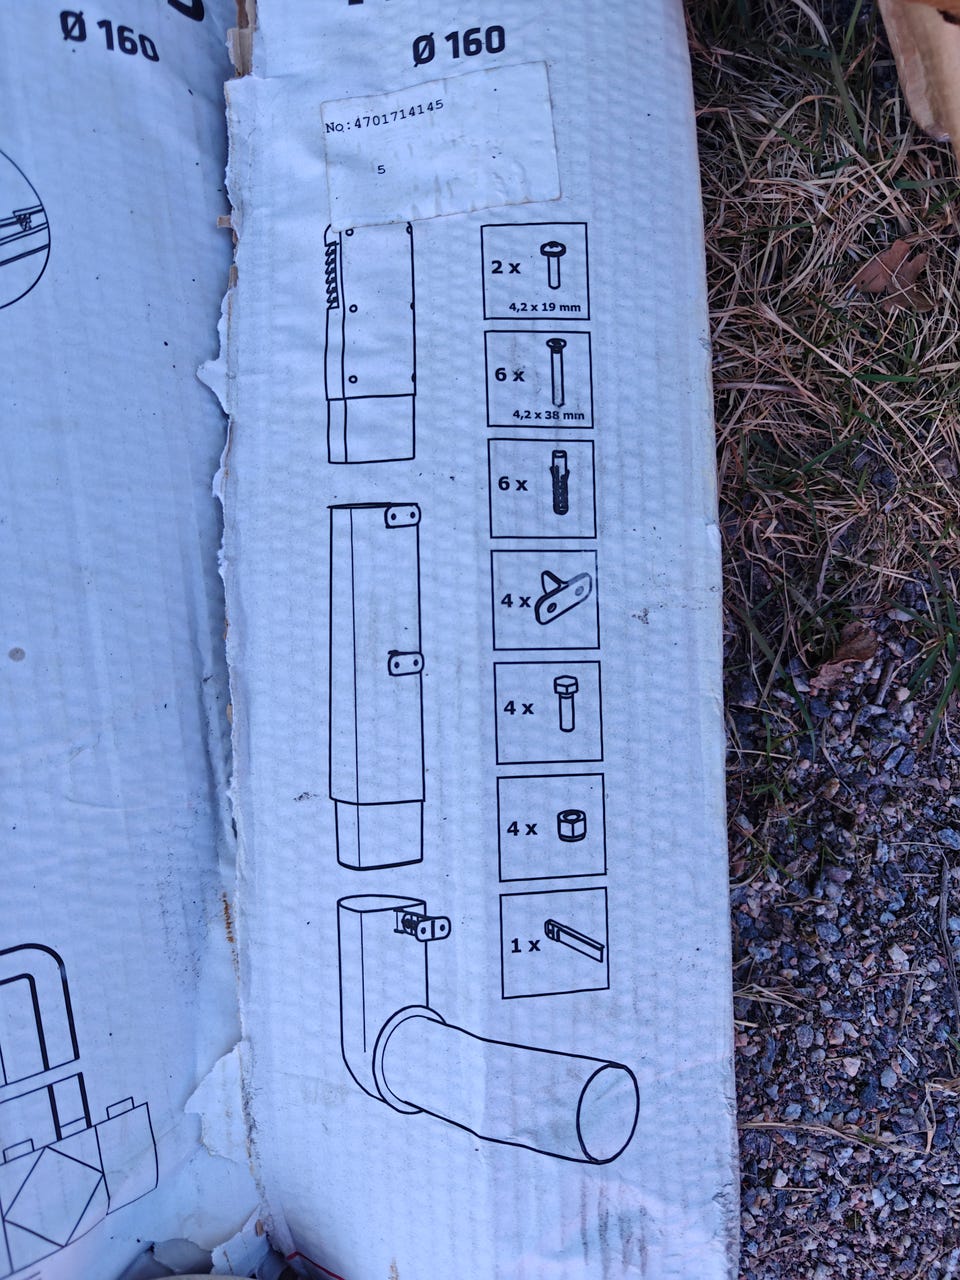 Ø 160
Ø 160
No:4701714145
5
2 x
4,2 x 19 mm
6 x
4,2 x 38 mm
6 x
4 x
4 x
4 x
1 x